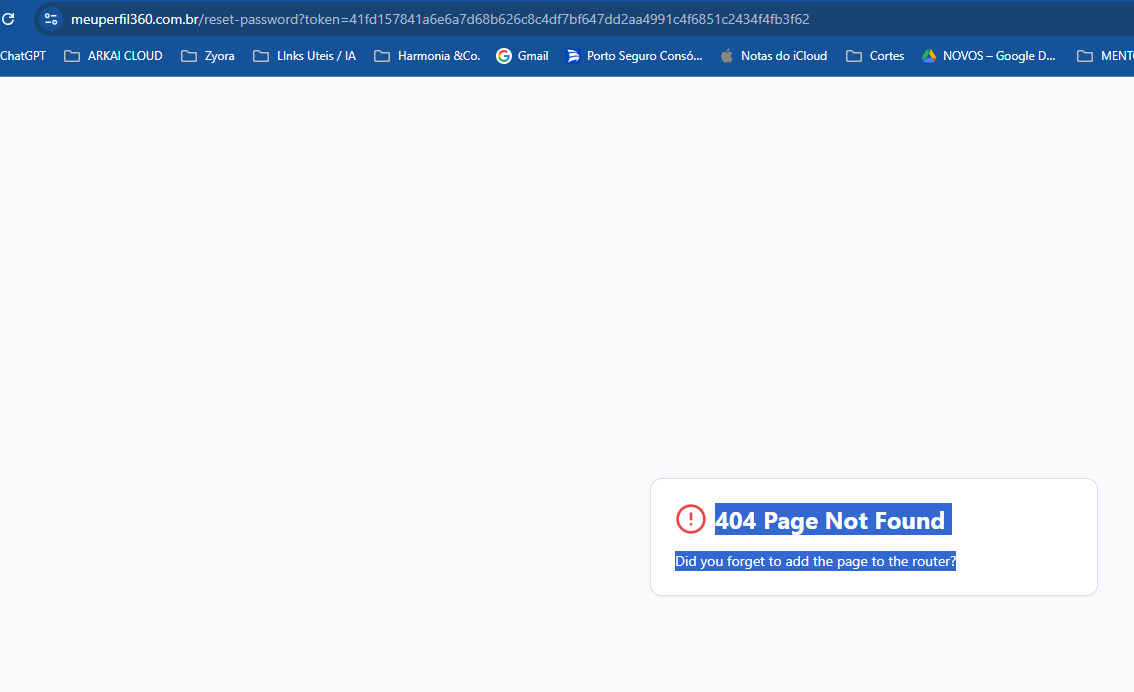 meuperfil360.com.br/reset-password?token=41fd157841a6e6a7d68b626c8c4df7bf647dd2aa4991c4f6851c2434f4fb3f62
ChatGPT ARKAI CLOUD Zyora LInks Uteis / IA Harmonia &Co. Gmail Porto Seguro Consó... Notas do iCloud Cortes NOVOS – Google D... MENT
404 Page Not Found
Did you forget to add the page to the router?